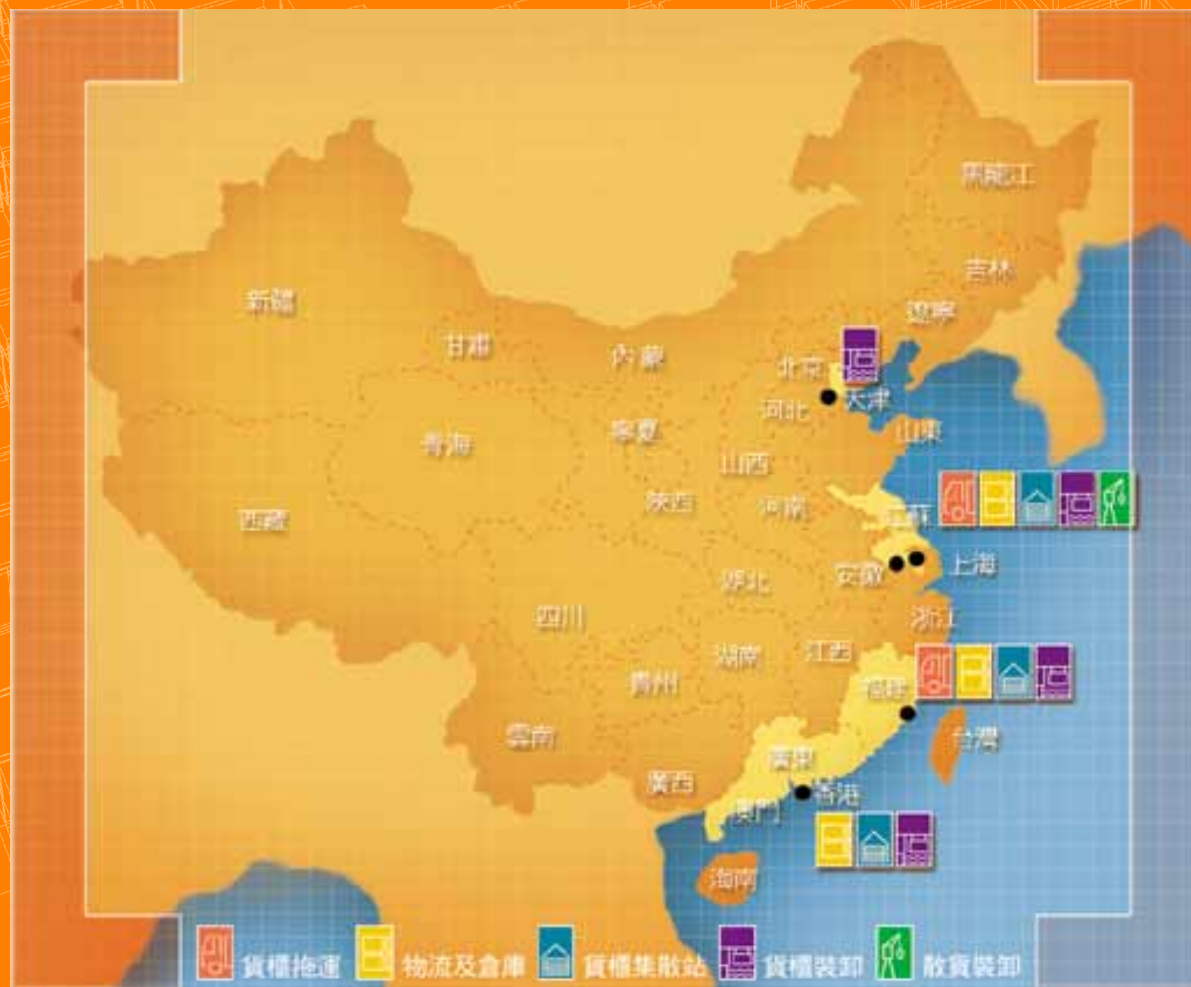 黑龍江
吉林
遼寧
新疆
甘肅
內蒙
北京
天津
河北
青海
寧夏
山東
山西
陝西
河南
西藏
江蘇
上海
安徽
湖北
四川
浙江
湖南
江西
貴州
福建
雲南
台灣
廣東
廣西
香港
澳門
海南
貨櫃拖運
物流及倉庫
貨櫃集散站
貨櫃裝卸
散貨裝卸